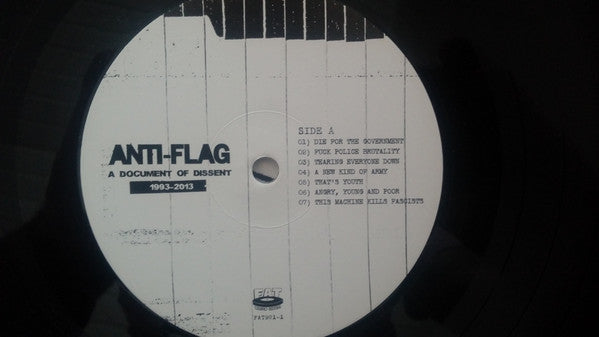 SIDE A
01) DIE FOR THE GOVERNMENT
02) FUCK POLICE BRUTALITY
03) TEARING EVERYONE DOWN
04) A NEW KIND OF ARMY
05) THAT'S YOUTH
06) ANGRY, YOUNG AND POOR
07) THIS MACHINE KILLS FASCISTS
ANTI-FLAG
A DOCUMENT OF DISSENT
1993-2013
FAT
FAT901-1